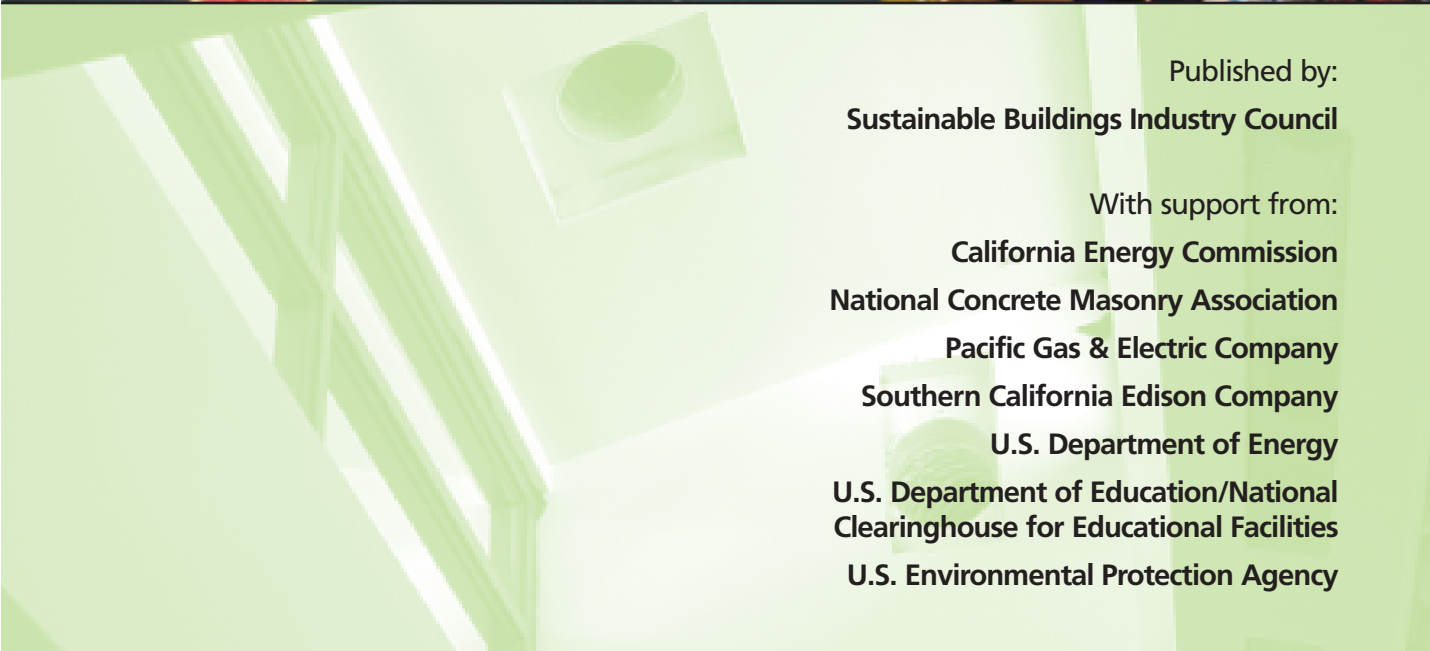 Published by:
Sustainable Buildings Industry Council
With support from:
California Energy Commission
National Concrete Masonry Association
Pacific Gas & Electric Company
Southern California Edison Company
U.S. Department of Energy
U.S. Department of Education/National
Clearinghouse for Educational Facilities
U.S. Environmental Protection Agency